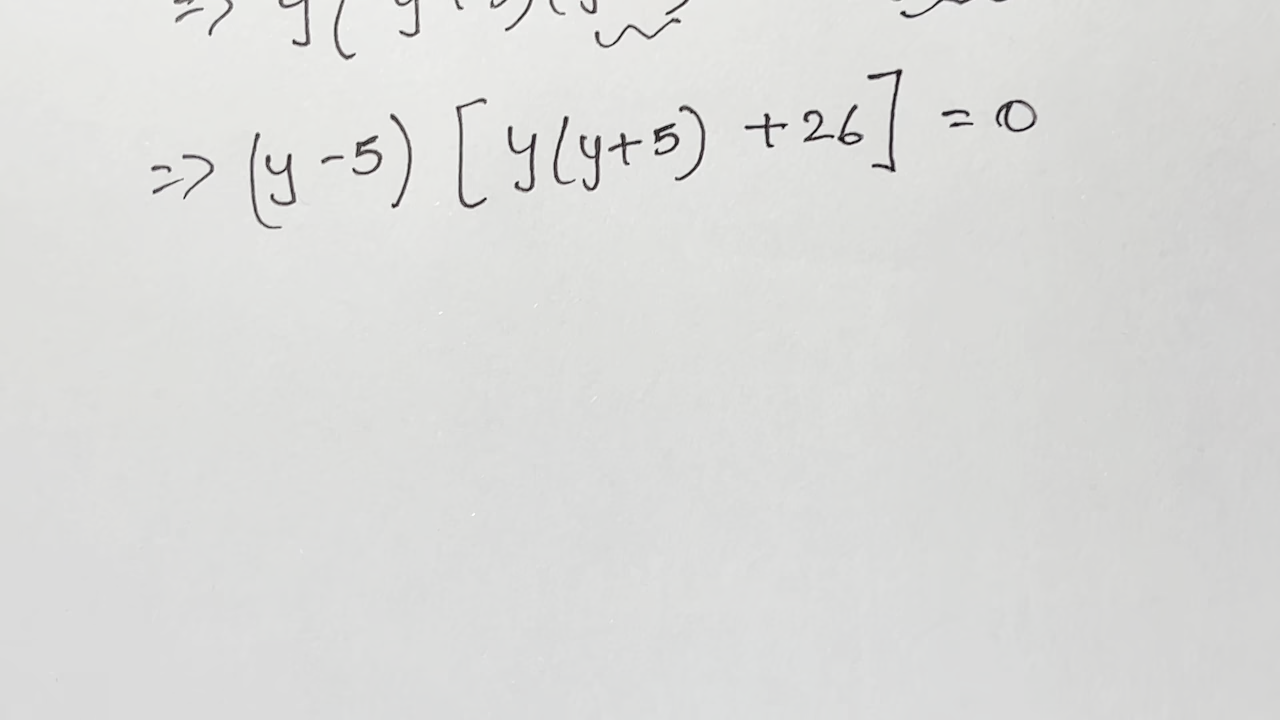 => (y-5) [y(y+5) +26] = 0